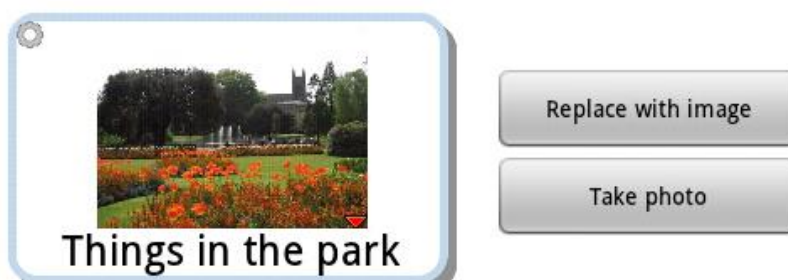 Replace with image
Take photo
Things in the park